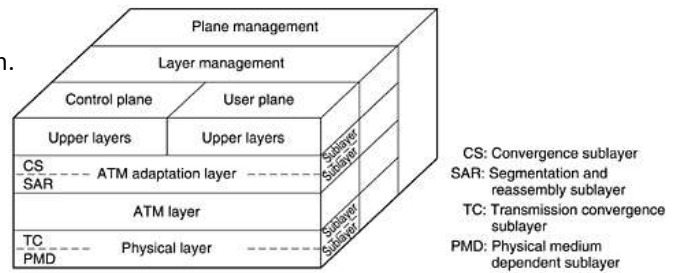 Plane management
n.
Layer management
Control plane
User plane
Upper layers
Upper layers
Sublayer
Sublayer
CS
ATM adaptation layer
SAR
ATM layer
Sublayer
Sublayer
TC
Physical layer
PMD
CS: Convergence sublayer
SAR: Segmentation and
reassembly sublayer
TC: Transmission convergence
sublayer
PMD: Physical medium
dependent sublayer